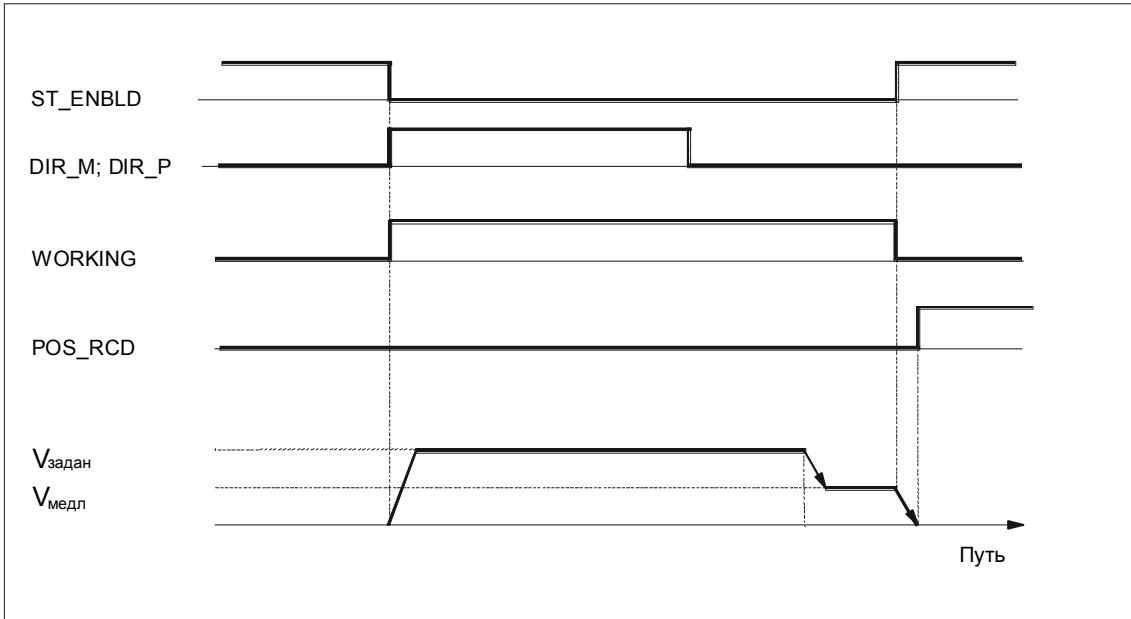 ST_ENBLD
DIR_M; DIR_P
WORKING
POS_RCD
Vзадан
Vмедл
Путь